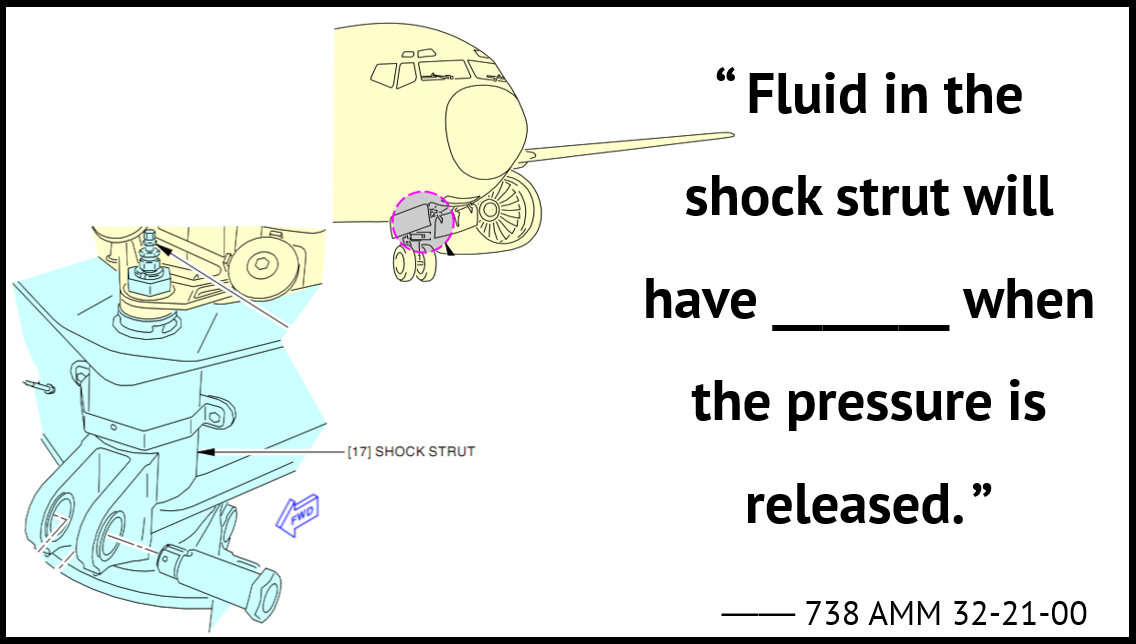 “ Fluid in the
shock strut will
have _______ when
the pressure is
released. ”
[17] SHOCK STRUT
FWD
—— 738 AMM 32-21-00